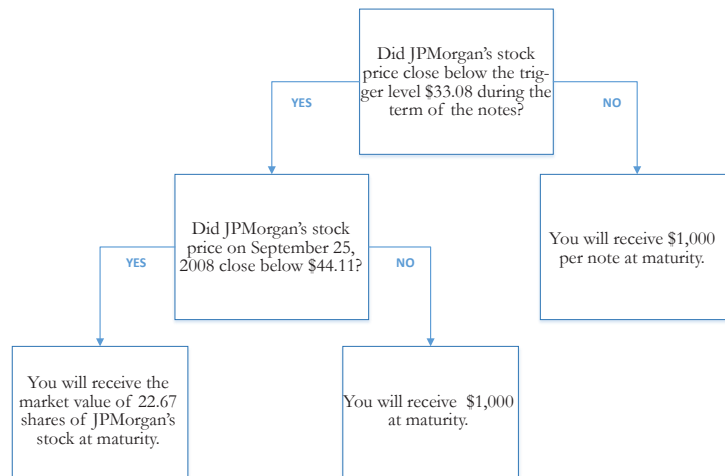 Did JPMorgan's stock
price close below the trig-
ger level $33.08 during the
term of the notes?
YES
NO
Did JPMorgan's stock
price on September 25,
2008 close below $44.11?
You will receive $1,000
per note at maturity.
YES
NO
You will receive the
market value of 22.67
shares of JPMorgan's
stock at maturity.
You will receive  $1,000
at maturity.